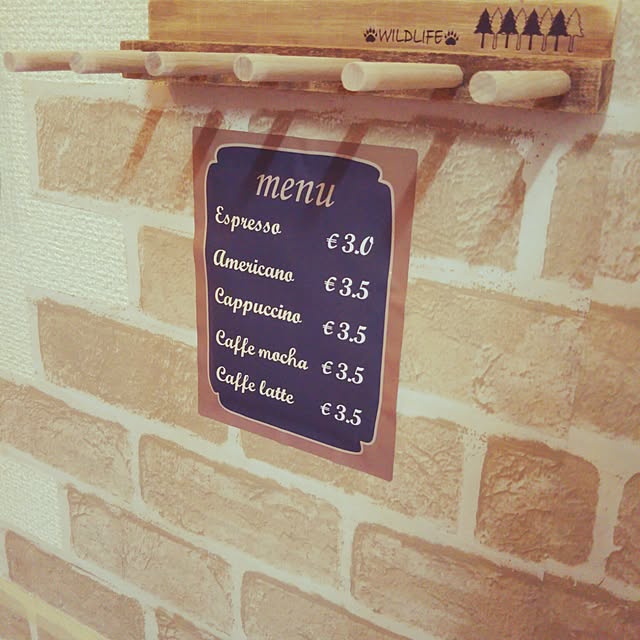 WILDLIFE
menu
Espresso € 3.0
Americano € 3.5
Cappuccino € 3.5
Caffe mocha € 3.5
Caffe latte € 3.5